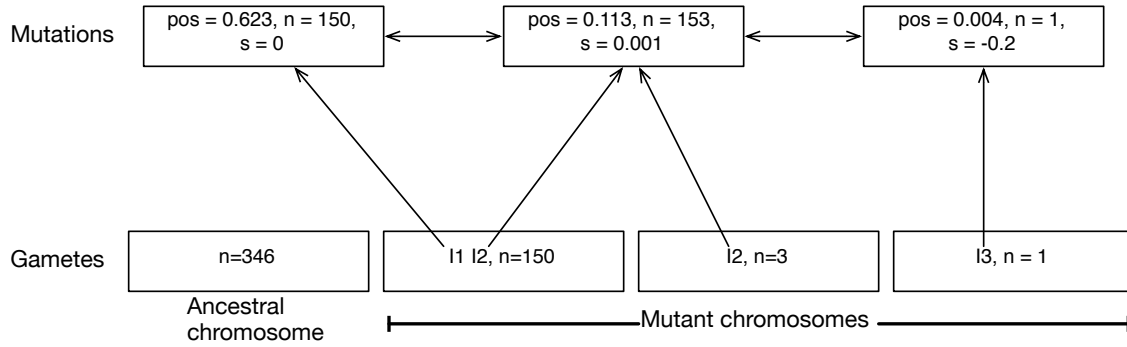 Mutations
pos = 0.623, n = 150,
s = 0
pos = 0.113, n = 153,
s = 0.001
pos = 0.004, n = 1,
s = -0.2
Gametes
n=346
I1 I2, n=150
I2, n=3
I3, n = 1
Ancestral
chromosome
Mutant chromosomes